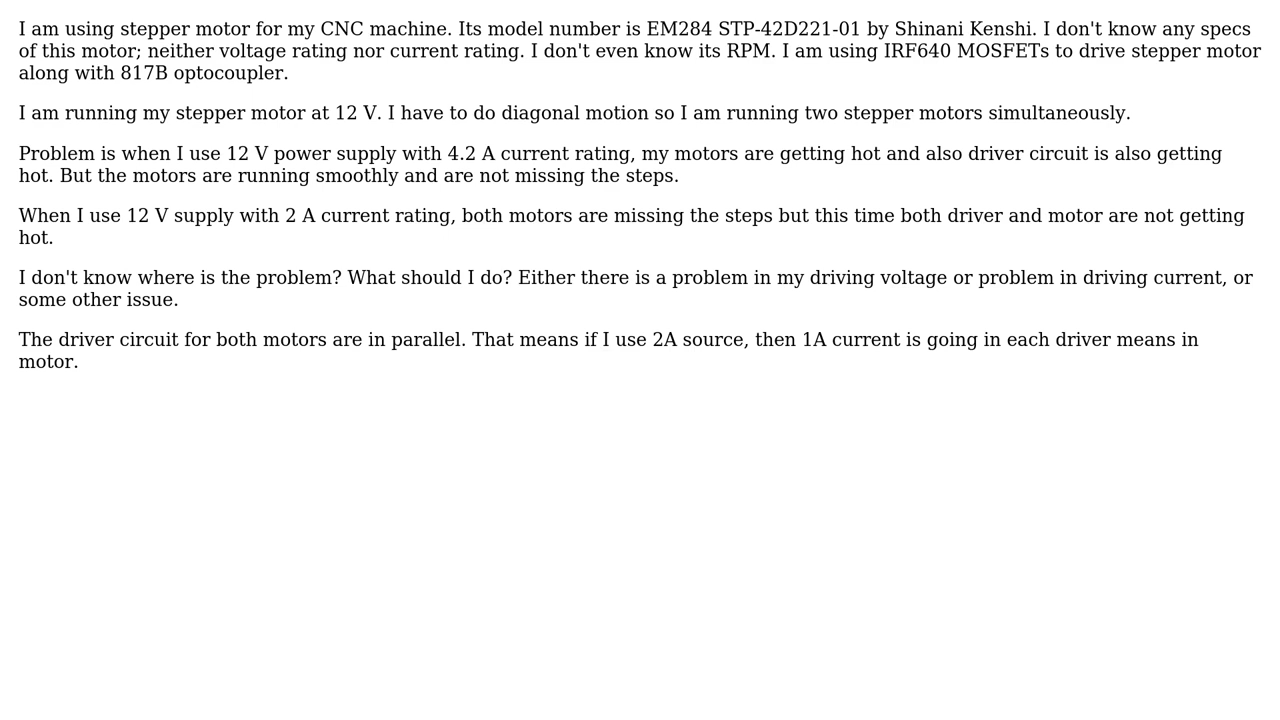 I am using stepper motor for my CNC machine. Its model number is EM284 STP-42D221-01 by Shinani Kenshi. I don't know any specs
of this motor; neither voltage rating nor current rating. I don't even know its RPM. I am using IRF640 MOSFETs to drive stepper motor
along with 817B optocoupler.
I am running my stepper motor at 12 V. I have to do diagonal motion so I am running two stepper motors simultaneously.
Problem is when I use 12 V power supply with 4.2 A current rating, my motors are getting hot and also driver circuit is also getting
hot. But the motors are running smoothly and are not missing the steps.
When I use 12 V supply with 2 A current rating, both motors are missing the steps but this time both driver and motor are not getting
hot.
I don't know where is the problem? What should I do? Either there is a problem in my driving voltage or problem in driving current, or
some other issue.
The driver circuit for both motors are in parallel. That means if I use 2A source, then 1A current is going in each driver means in
motor.